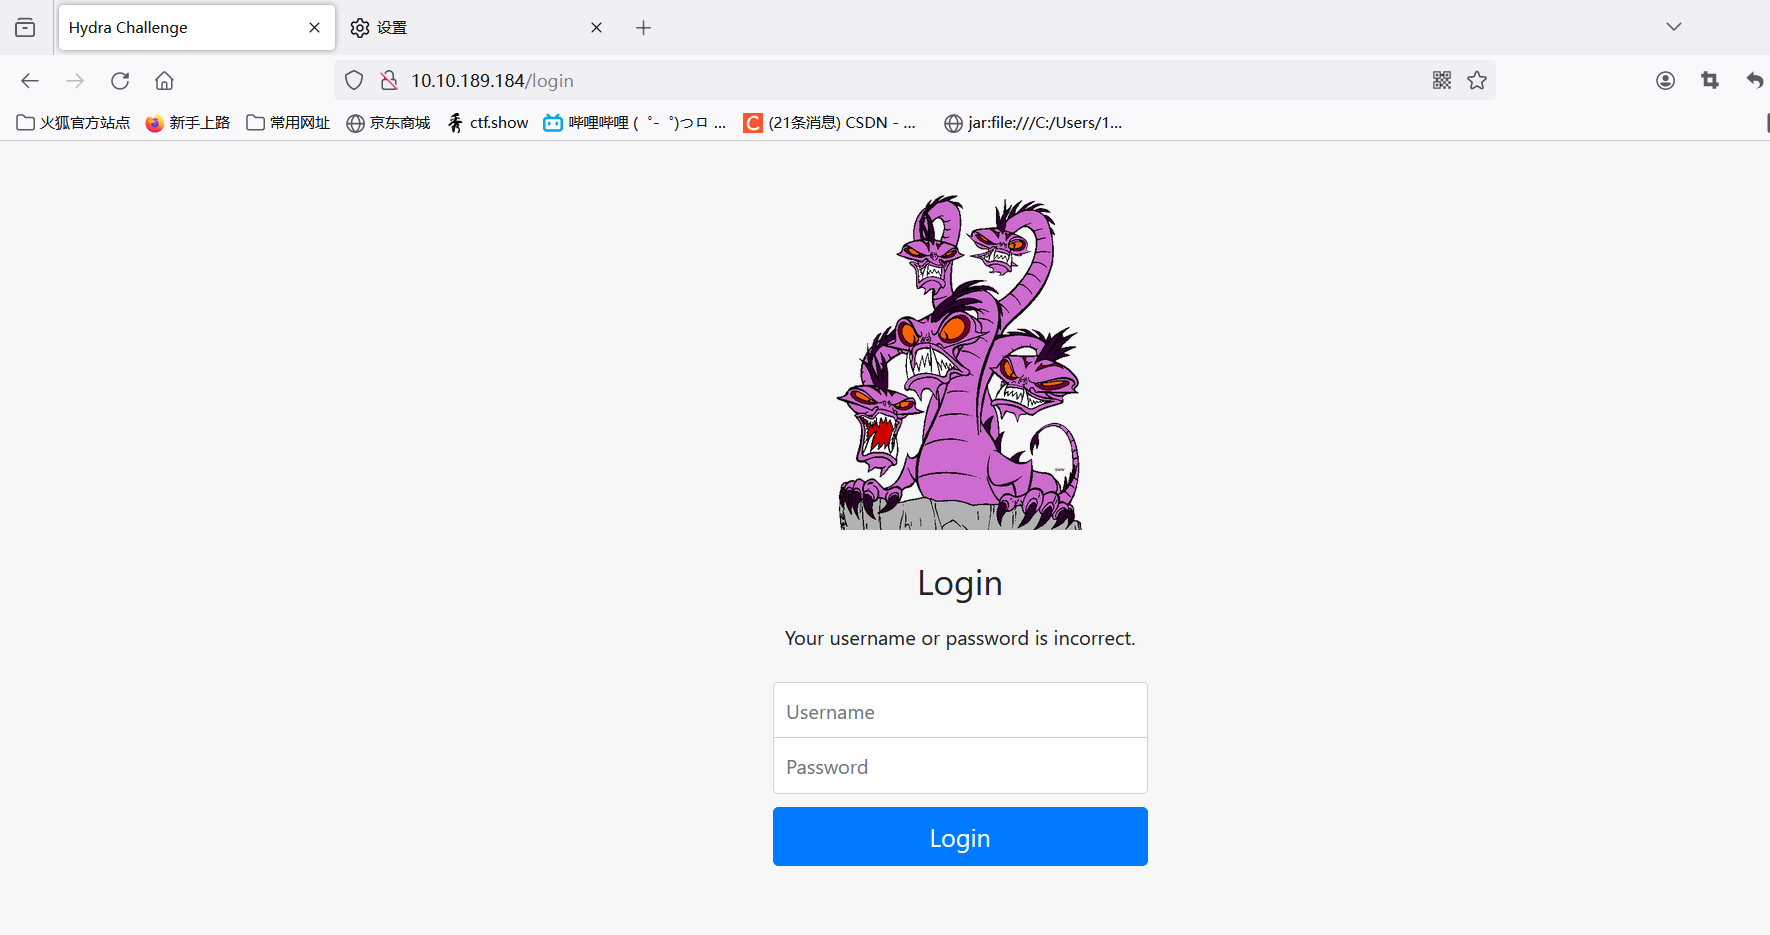 Hydra Challenge
设置
10.10.189.184/login
火狐官方站点 新手上路 常用网址 京东商城 ctf.show 哔哩哔哩 ( ゜- ゜)つロ ... (21条消息) CSDN - ... jar:file:///C:/Users/1...
Login
Your username or password is incorrect.
Username
Password
Login